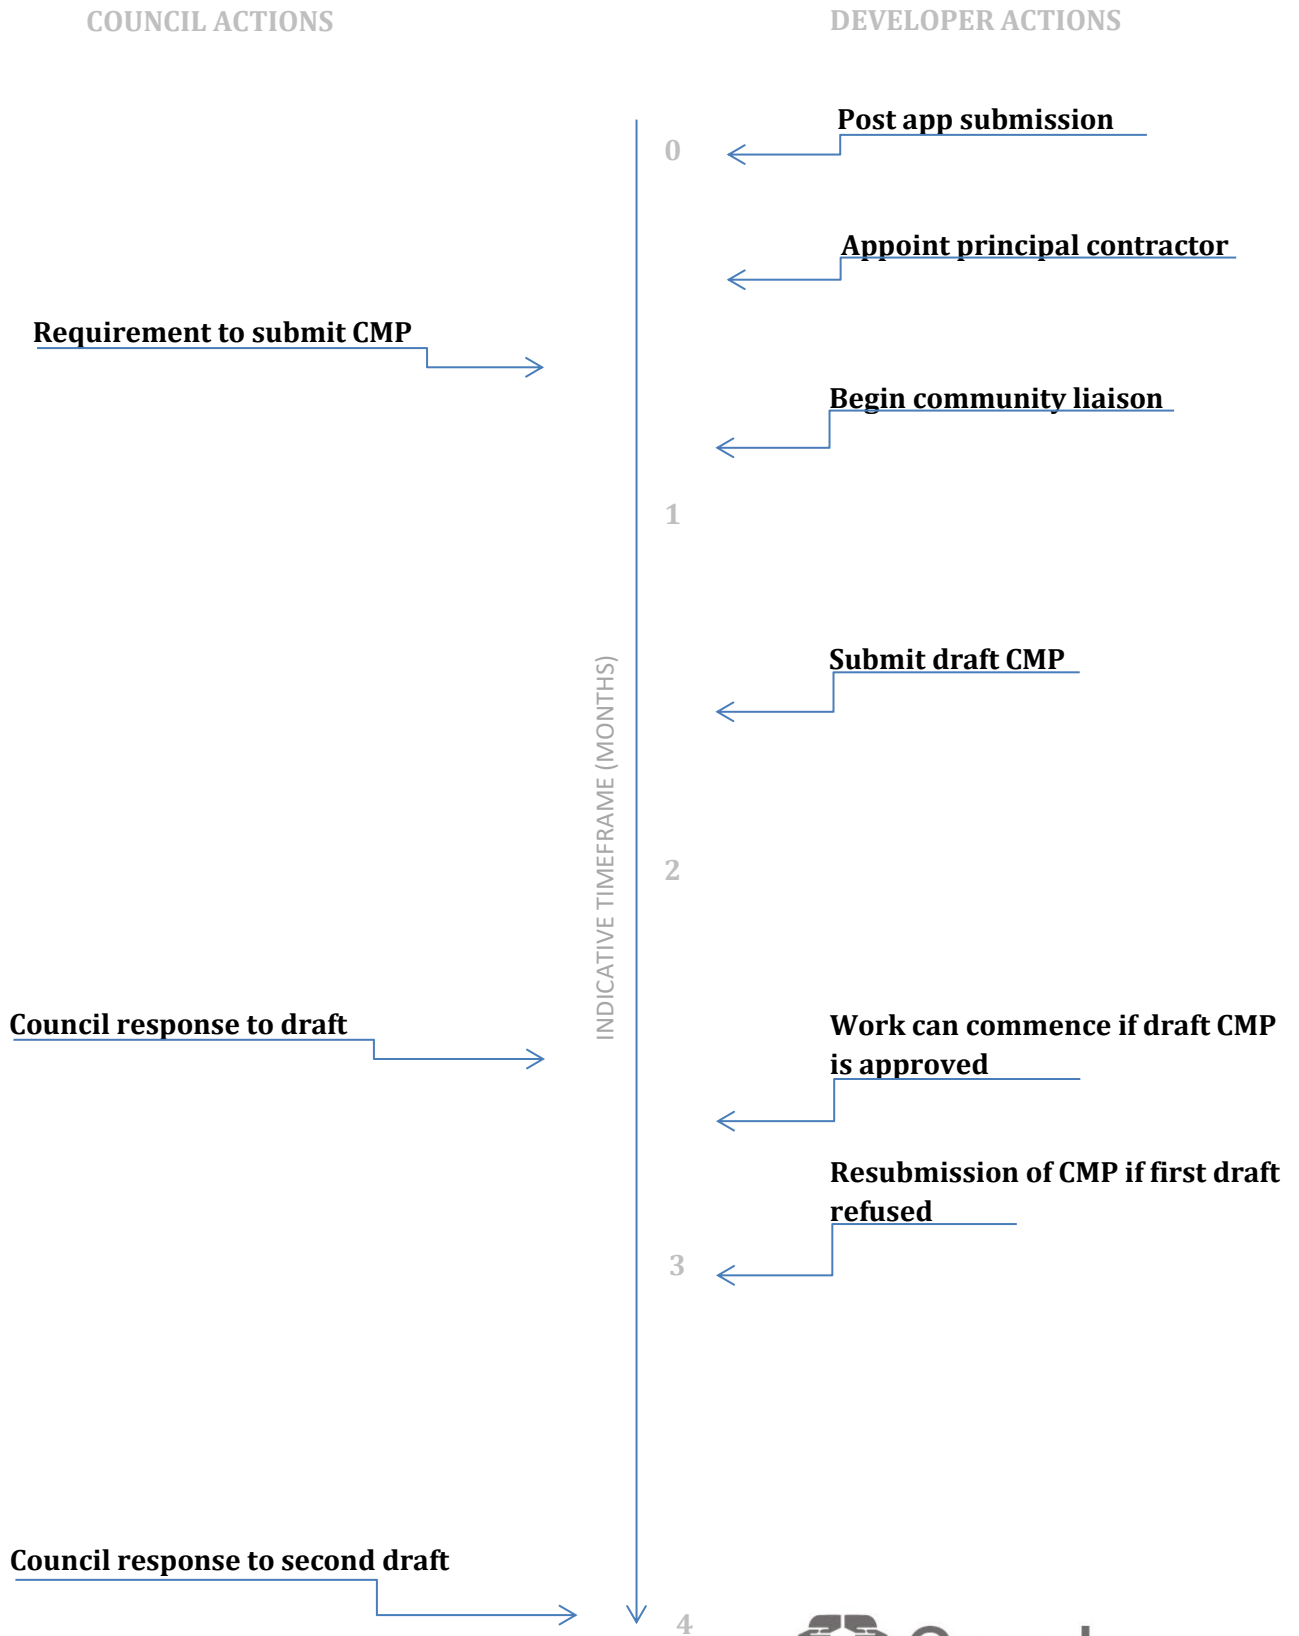 COUNCIL ACTIONS
DEVELOPER ACTIONS
Post app submission
0
Appoint principal contractor
Requirement to submit CMP
Begin community liaison
1
Submit draft CMP
INDICATIVE TIMEFRAME (MONTHS)
2
Council response to draft
Work can commence if draft CMP
is approved
Resubmission of CMP if first draft
refused
3
Council response to second draft
4